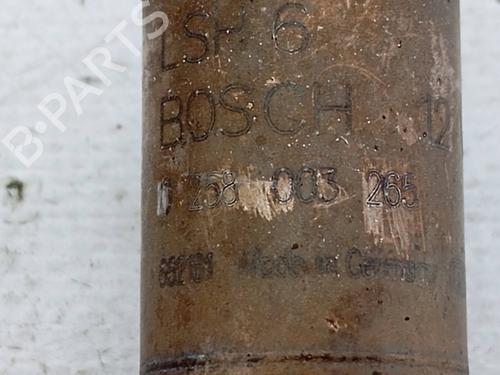 LSH 6
BOSCH 12
0 258 003 265
Made in Germany
B-PARTS